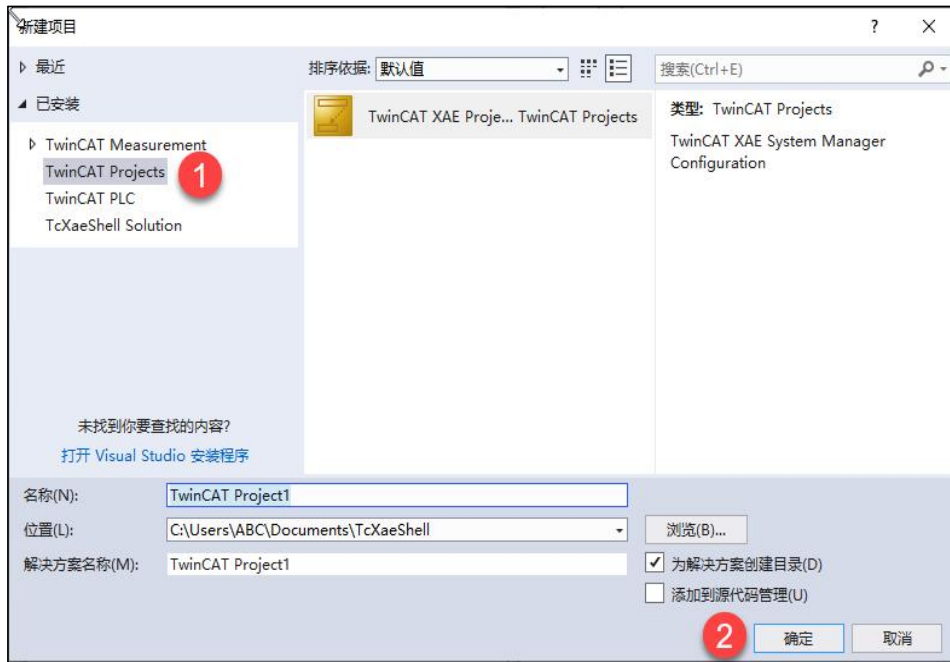 新建项目
? ×
最近
排序依据: 默认值
搜索(Ctrl+E)
已安装
TwinCAT Measurement
TwinCAT Projects
1
TwinCAT PLC
TcXaeShell Solution
TwinCAT XAE Proje... TwinCAT Projects
类型: TwinCAT Projects
TwinCAT XAE System Manager
Configuration
未找到你要查找的内容?
打开 Visual Studio 安装程序
名称(N): TwinCAT Project1
位置(L): C:\Users\ABC\Documents\TcXaeShell 浏览(B)...
解决方案名称(M): TwinCAT Project1
为解决方案创建目录(D)
添加到源代码管理(U)
2 确定 取消